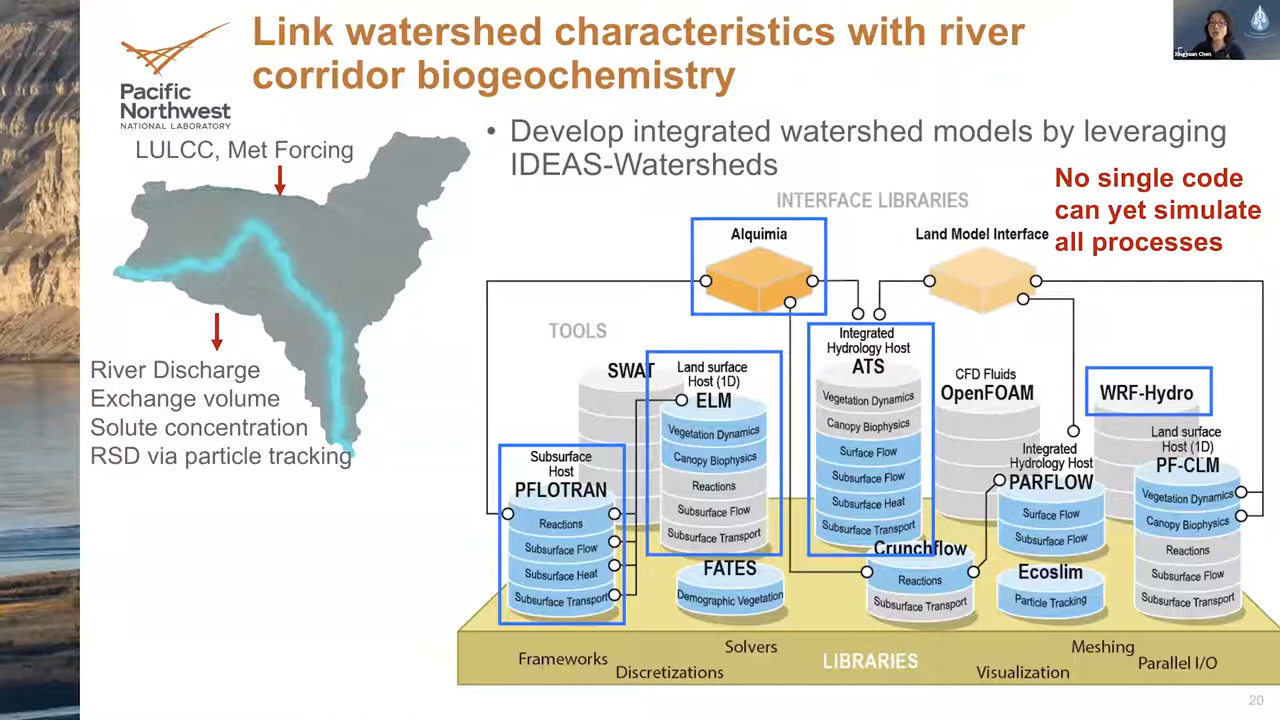 Link watershed characteristics with river
corridor biogeochemistry
Xingyuan Chen
Pacific
Northwest
NATIONAL LABORATORY
LULCC, Met Forcing
River Discharge
Exchange volume
Solute concentration
RSD via particle tracking
• Develop integrated watershed models by leveraging
IDEAS-Watersheds
No single code
can yet simulate
all processes
INTERFACE LIBRARIES
Alquimia
Land Model Interface
TOOLS
SWAT
Land surface
Host (1D)
ELM
Vegetation Dynamics
Canopy Biophysics
Reactions
Subsurface Flow
Subsurface Transport
Integrated
Hydrology Host
ATS
Vegetation Dynamics
Canopy Biophysics
Surface Flow
Subsurface Flow
Subsurface Heat
Subsurface Transport
CFD Fluids
OpenFOAM
WRF-Hydro
Subsurface
Host
PFLOTRAN
Reactions
Subsurface Flow
Subsurface Heat
Subsurface Transport
Integrated
Hydrology Host
PARFLOW
Surface Flow
Subsurface Flow
Land surface
Host (1D)
PF-CLM
Vegetation Dynamics
Canopy Biophysics
Reactions
Subsurface Flow
Subsurface Transport
FATES
Demographic Vegetation
Crunchflow
Reactions
Subsurface Transport
Ecoslim
Particle Tracking
Frameworks
Discretizations
Solvers
LIBRARIES
Visualization
Meshing
Parallel I/O
20